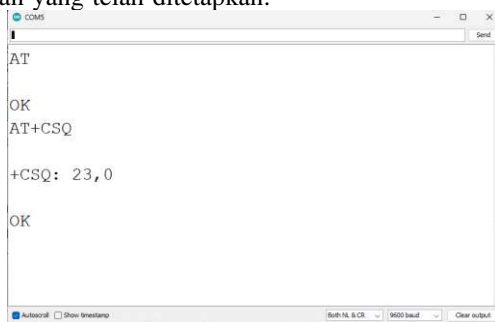 an yang telah ditetapkan.
COM5
Send
AT
OK
AT+CSQ
+CSQ: 23,0
OK
Autoscroll Show timestamp Both NL & CR 9600 baud Clear output